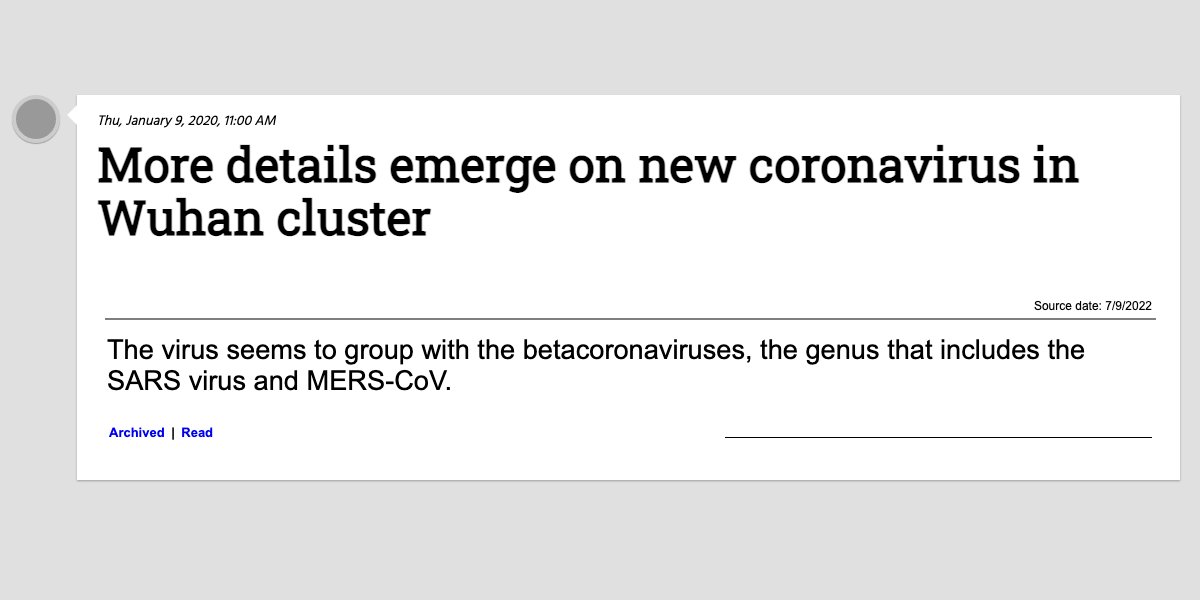 Thu, January 9, 2020, 11:00 AM
More details emerge on new coronavirus in
Wuhan cluster
Source date: 7/9/2022
The virus seems to group with the betacoronaviruses, the genus that includes the
SARS virus and MERS-CoV.
Archived | Read